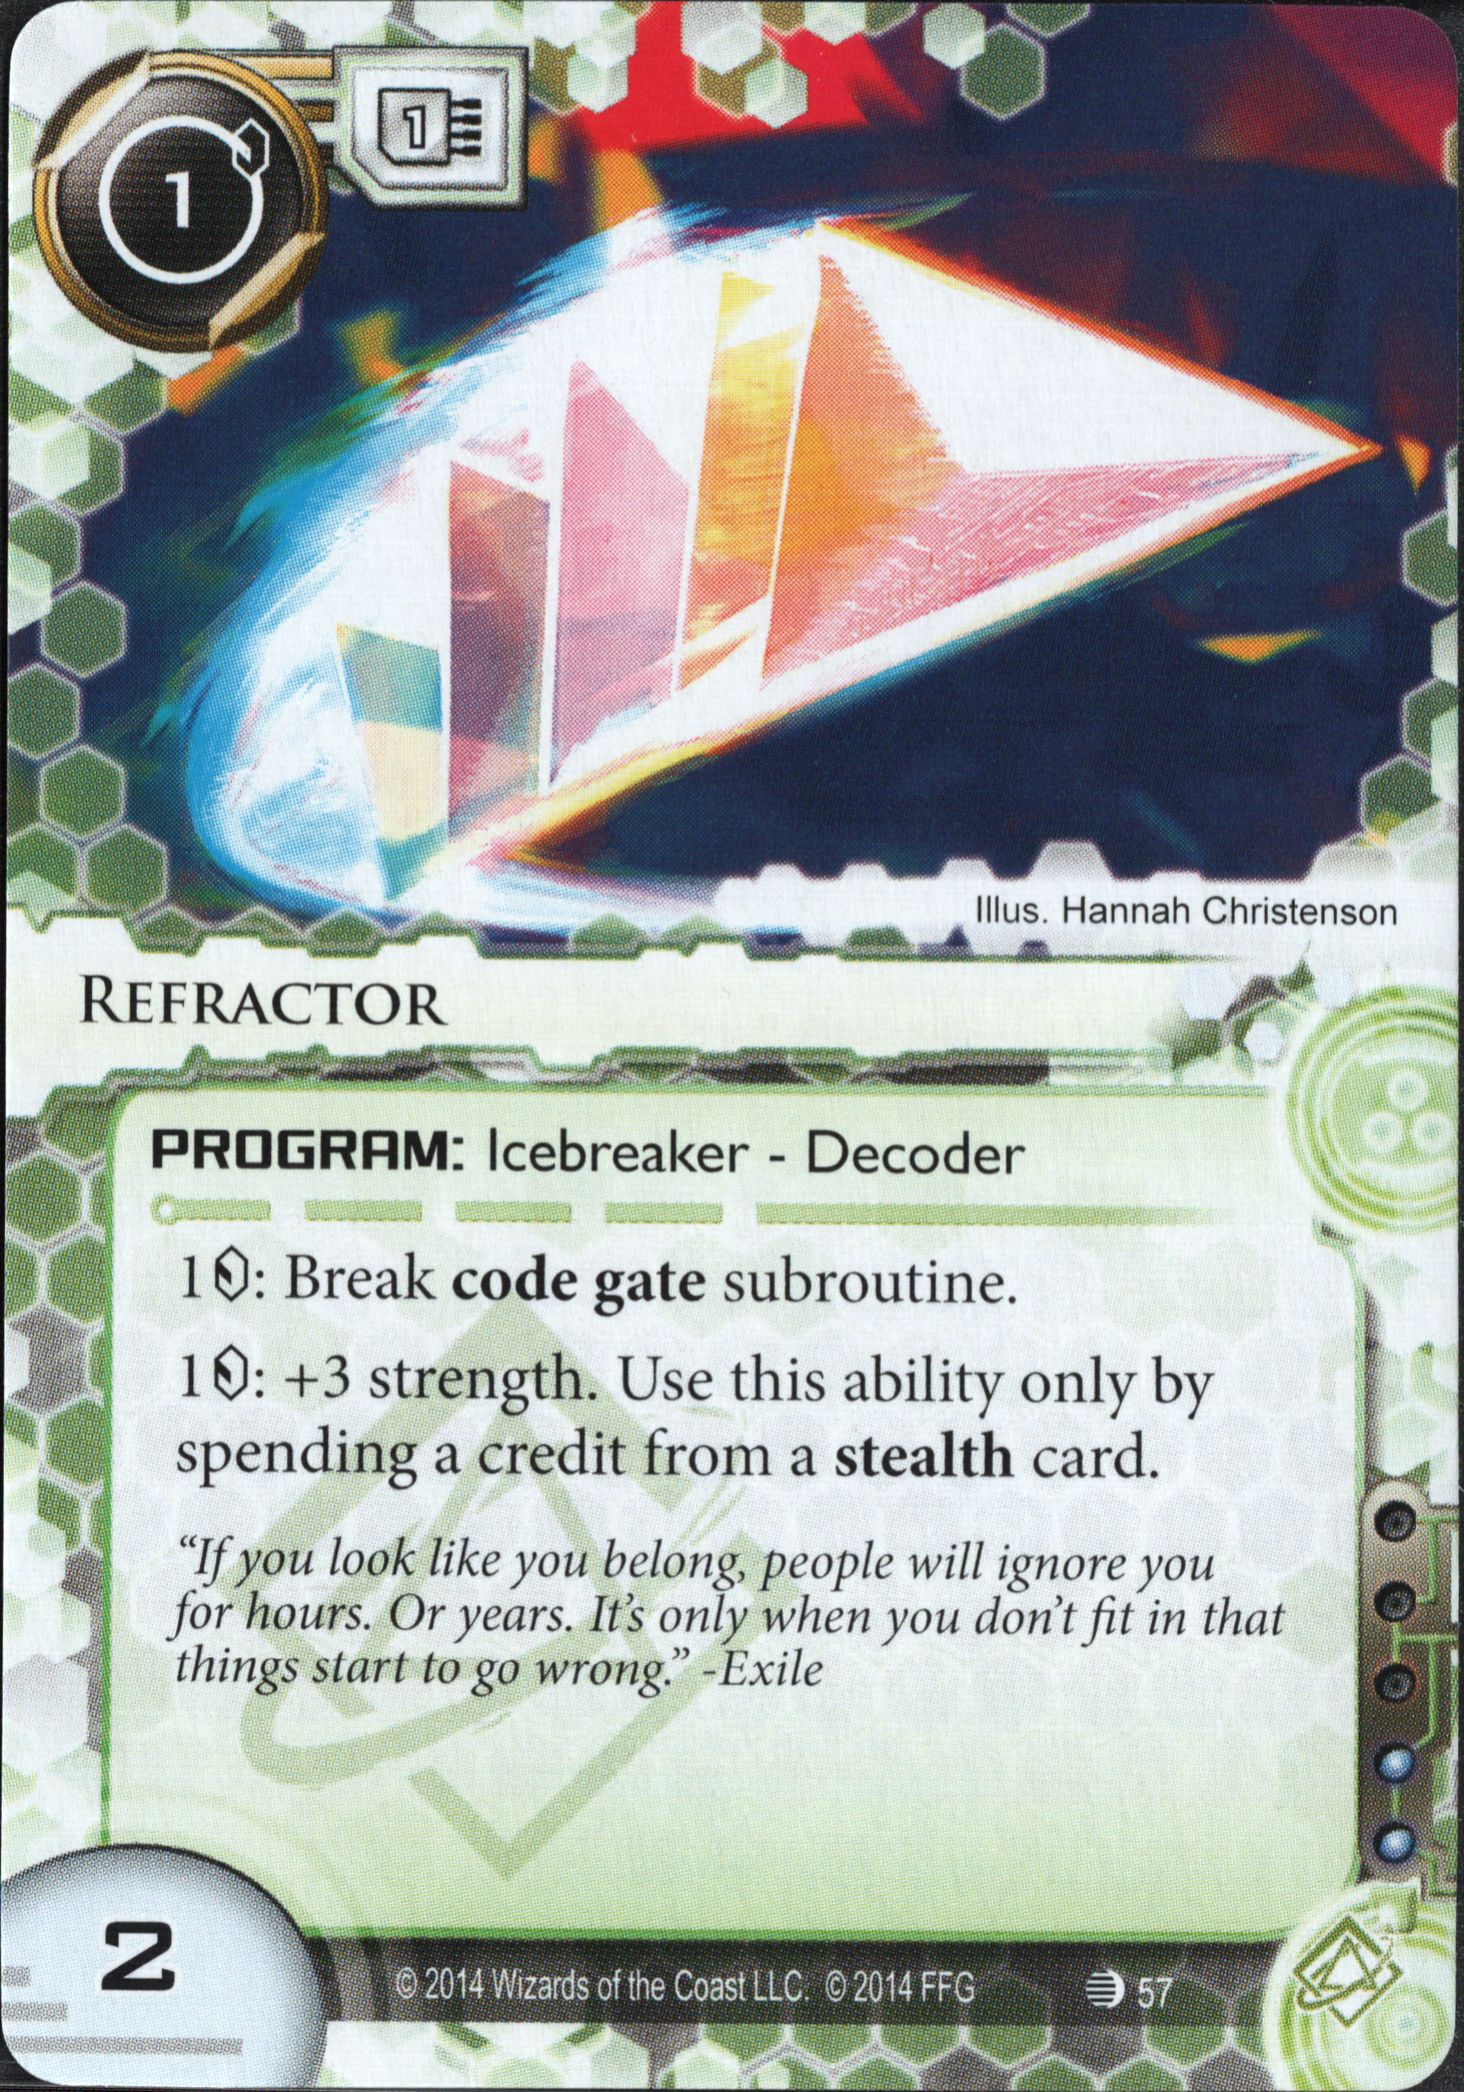 1
1
Illus. Hannah Christenson
REFRACTOR
PROGRAM: Icebreaker - Decoder
1: Break code gate subroutine.
1: +3 strength. Use this ability only by
spending a credit from a stealth card.
“If you look like you belong, people will ignore you
for hours. Or years. It’s only when you don’t fit in that
things start to go wrong.” -Exile
2
© 2014 Wizards of the Coast LLC. © 2014 FFG
57